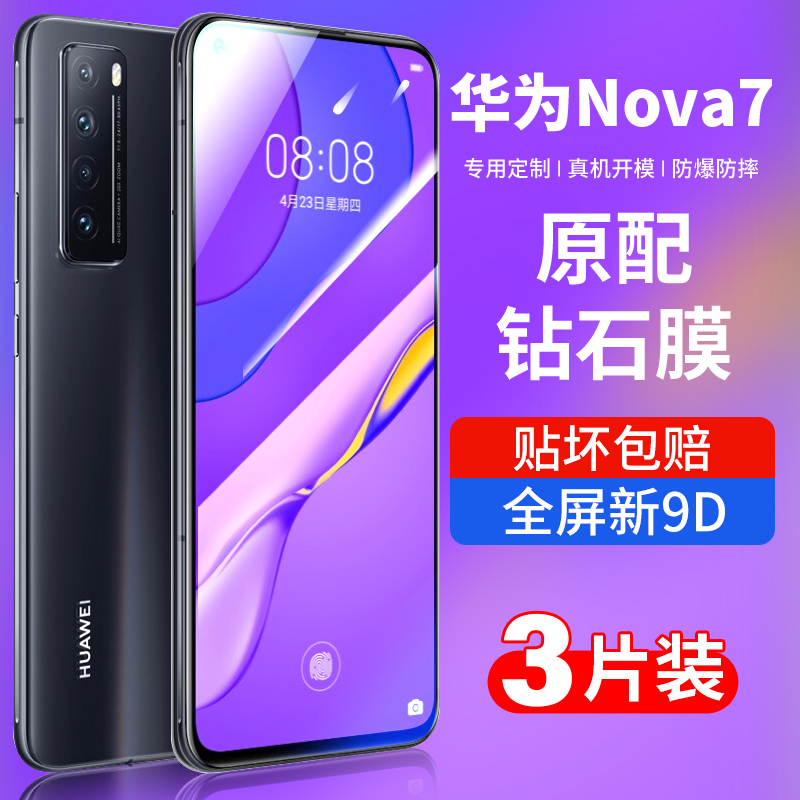 华为Nova7
专用定制 | 真机开模 | 防爆防摔
原配
钻石膜
贴坏包赔
全屏新9D
3片装
08:08
4月23日星期四
HUAWEI